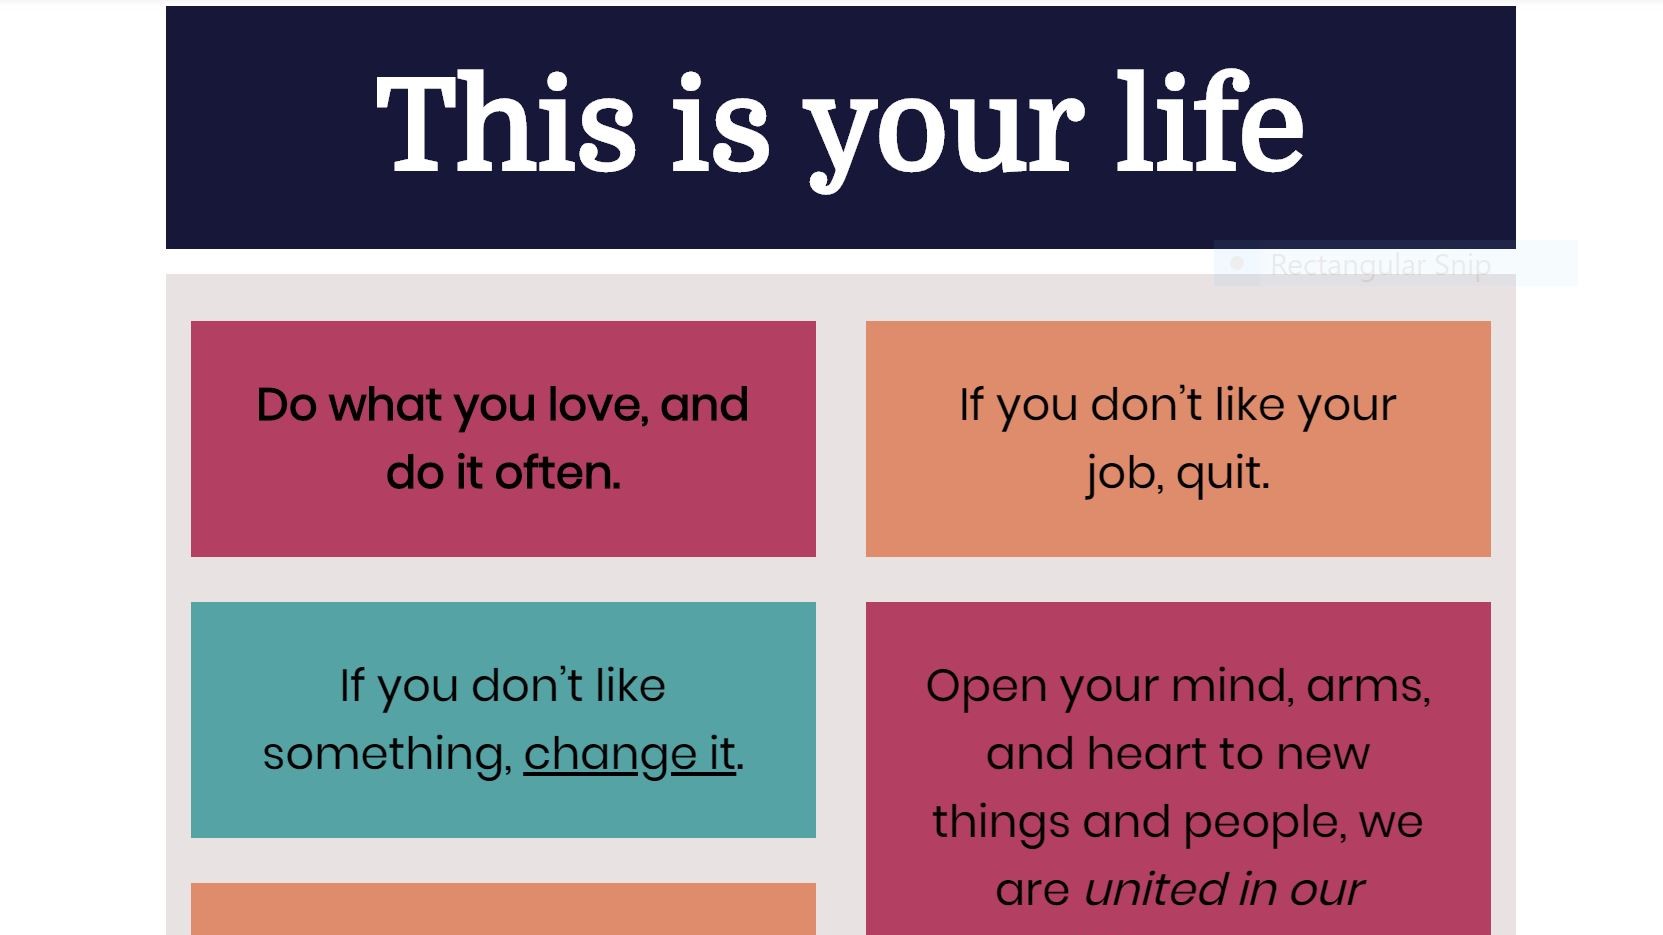 This is your life
Rectangular Snip
Do what you love, and
do it often.
If you don’t like your
job, quit.
If you don’t like
something, change it.
Open your mind, arms,
and heart to new
things and people, we
are united in our